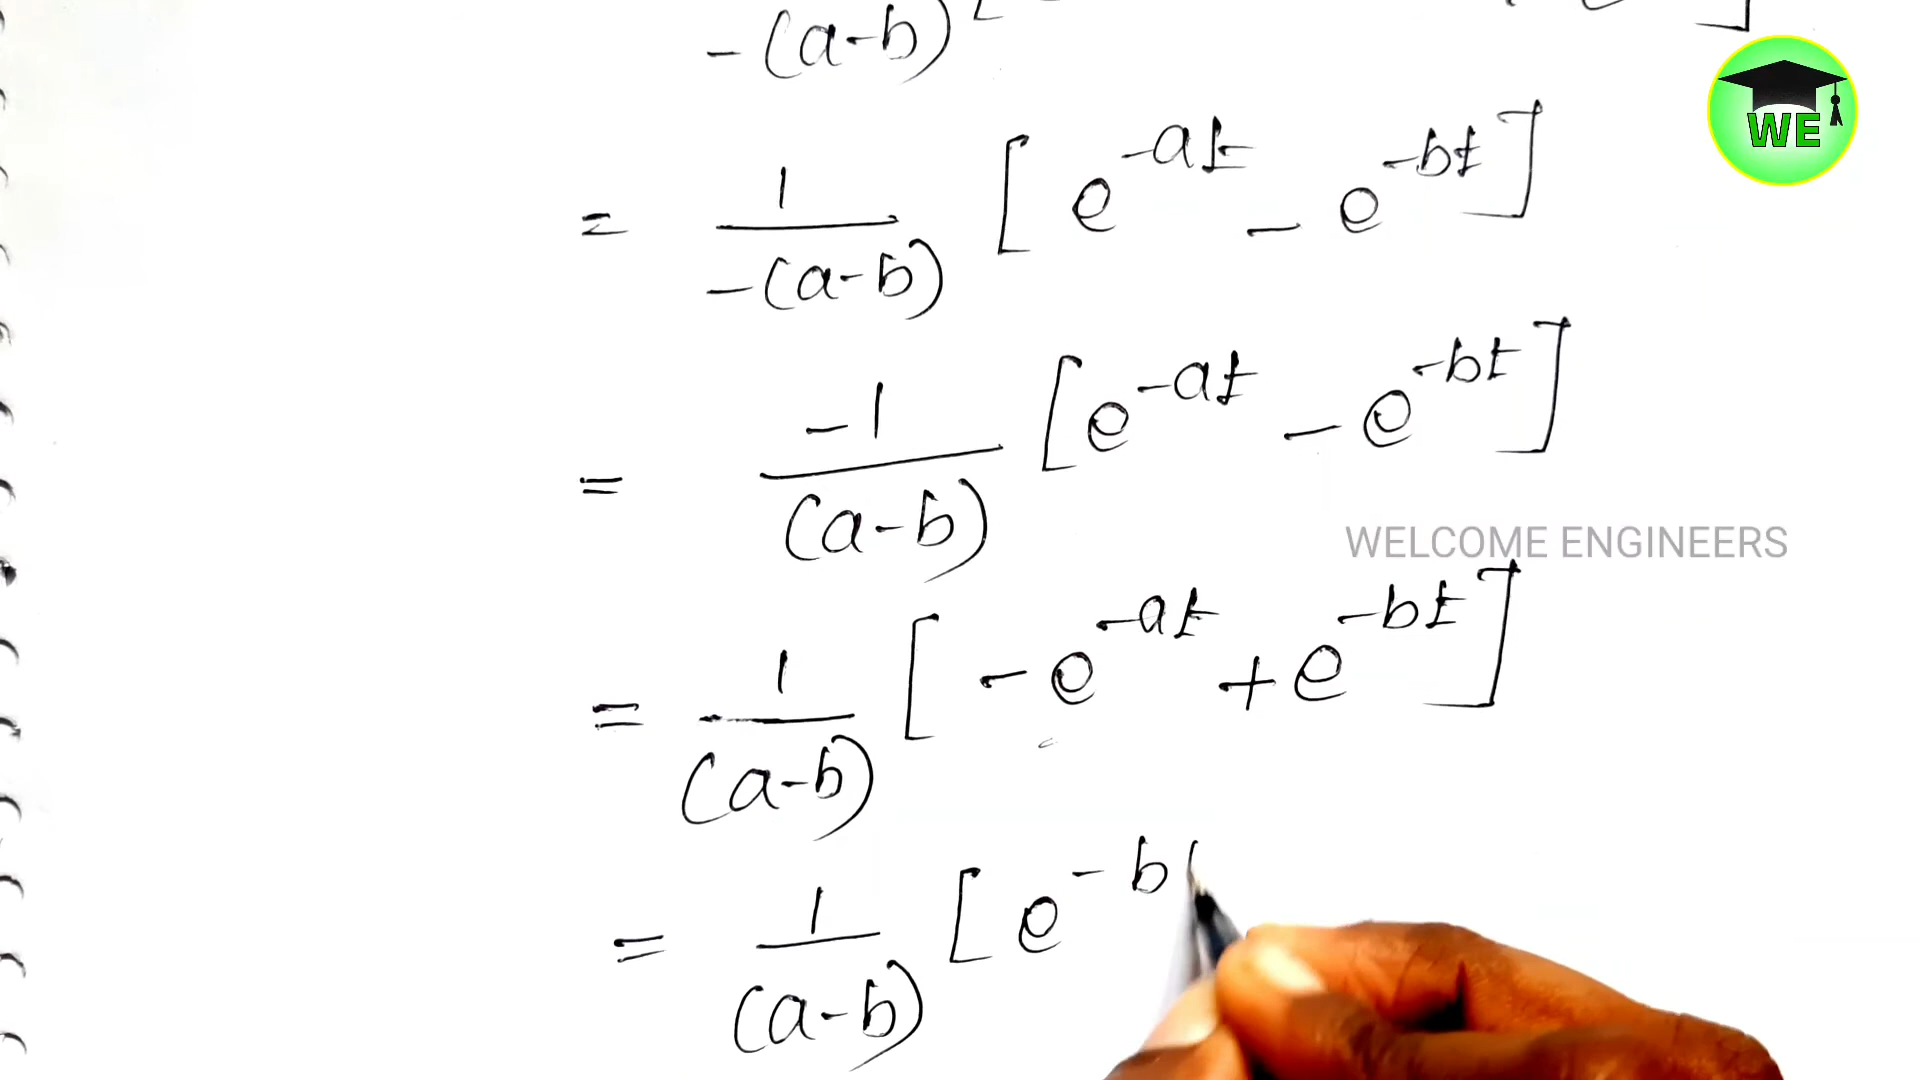 -(a-b) [ ]
WE
= 1/-(a-b) [e^-at - e^-bt]
= -1/(a-b) [e^-at - e^-bt]
WELCOME ENGINEERS
= 1/(a-b) [-e^-at + e^-bt]
= 1/(a-b) [e^-b